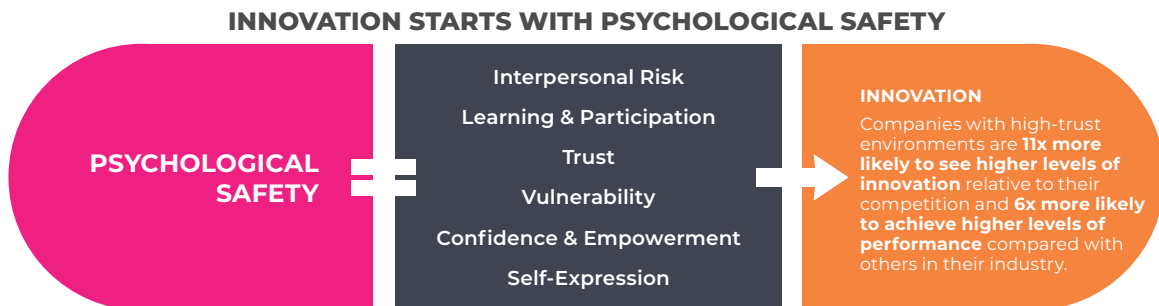 INNOVATION STARTS WITH PSYCHOLOGICAL SAFETY
PSYCHOLOGICAL
SAFETY
Interpersonal Risk
Learning & Participation
Trust
Vulnerability
Confidence & Empowerment
Self-Expression
INNOVATION
Companies with high-trust
environments are 11x more
likely to see higher levels of
innovation relative to their
competition and 6x more likely
to achieve higher levels of
performance compared with
others in their industry.